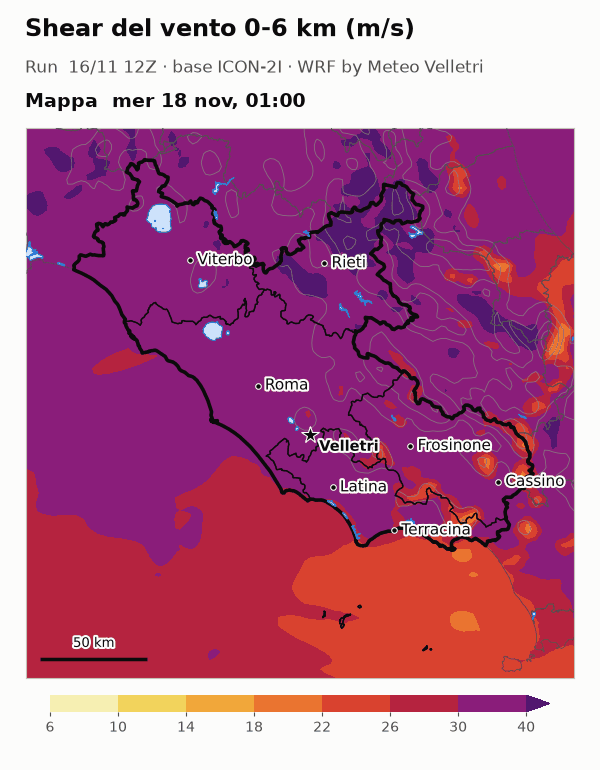 Shear del vento 0-6 km (m/s)
Run  16/11 12Z · base ICON-2I · WRF by Meteo Velletri
Mappa  mer 18 nov, 01:00
Viterbo
Rieti
Roma
Velletri
Frosinone
Cassino
Latina
Terracina
50 km
6 10 14 18 22 26 30 40